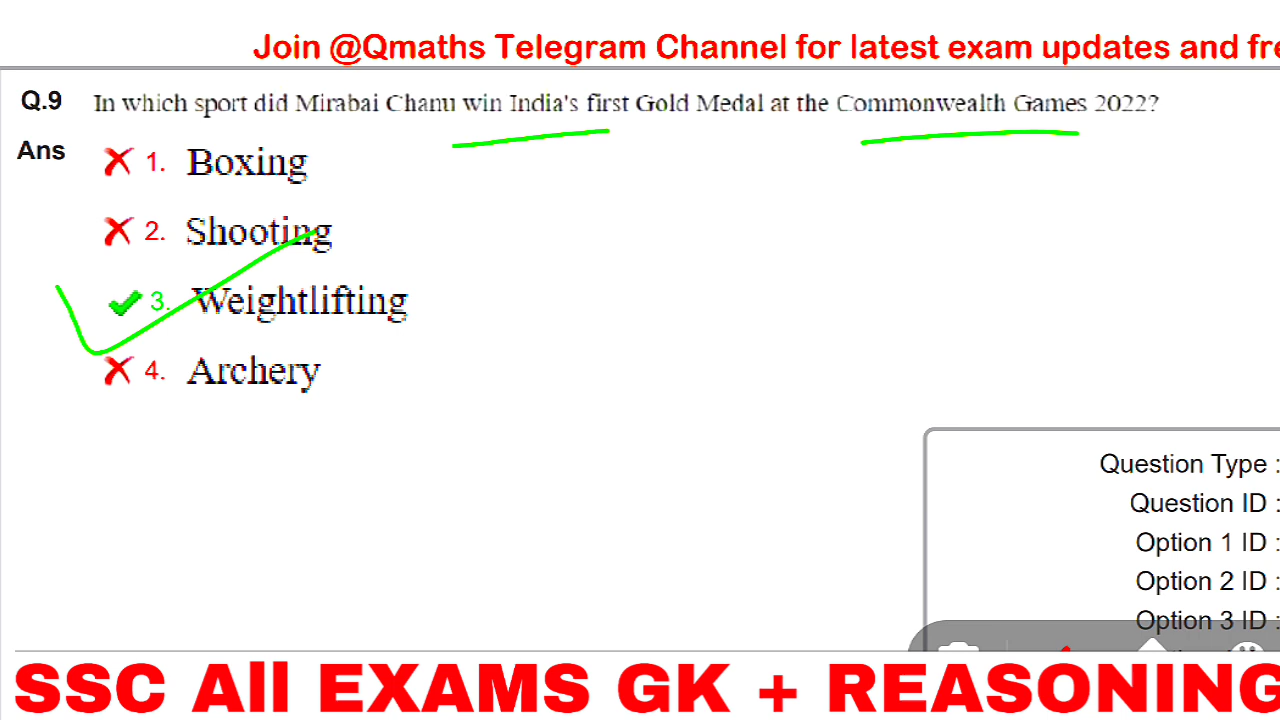 Join @Qmaths Telegram Channel for latest exam updates and fre
Q.9 In which sport did Mirabai Chanu win India's first Gold Medal at the Commonwealth Games 2022?
Ans 1. Boxing
2. Shooting
3. Weightlifting
4. Archery
Question Type :
Question ID :
Option 1 ID :
Option 2 ID :
Option 3 ID :
SSC All EXAMS GK + REASONING